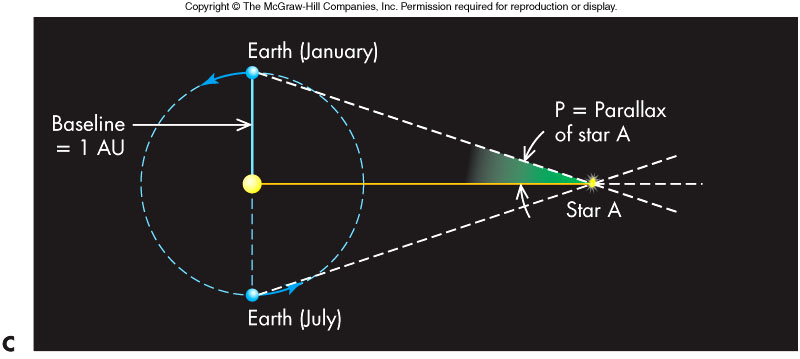 Copyright © The McGraw-Hill Companies, Inc. Permission required for reproduction or display.
Earth (January)
Baseline
= 1 AU
P = Parallax
of star A
Star A
Earth (July)
C